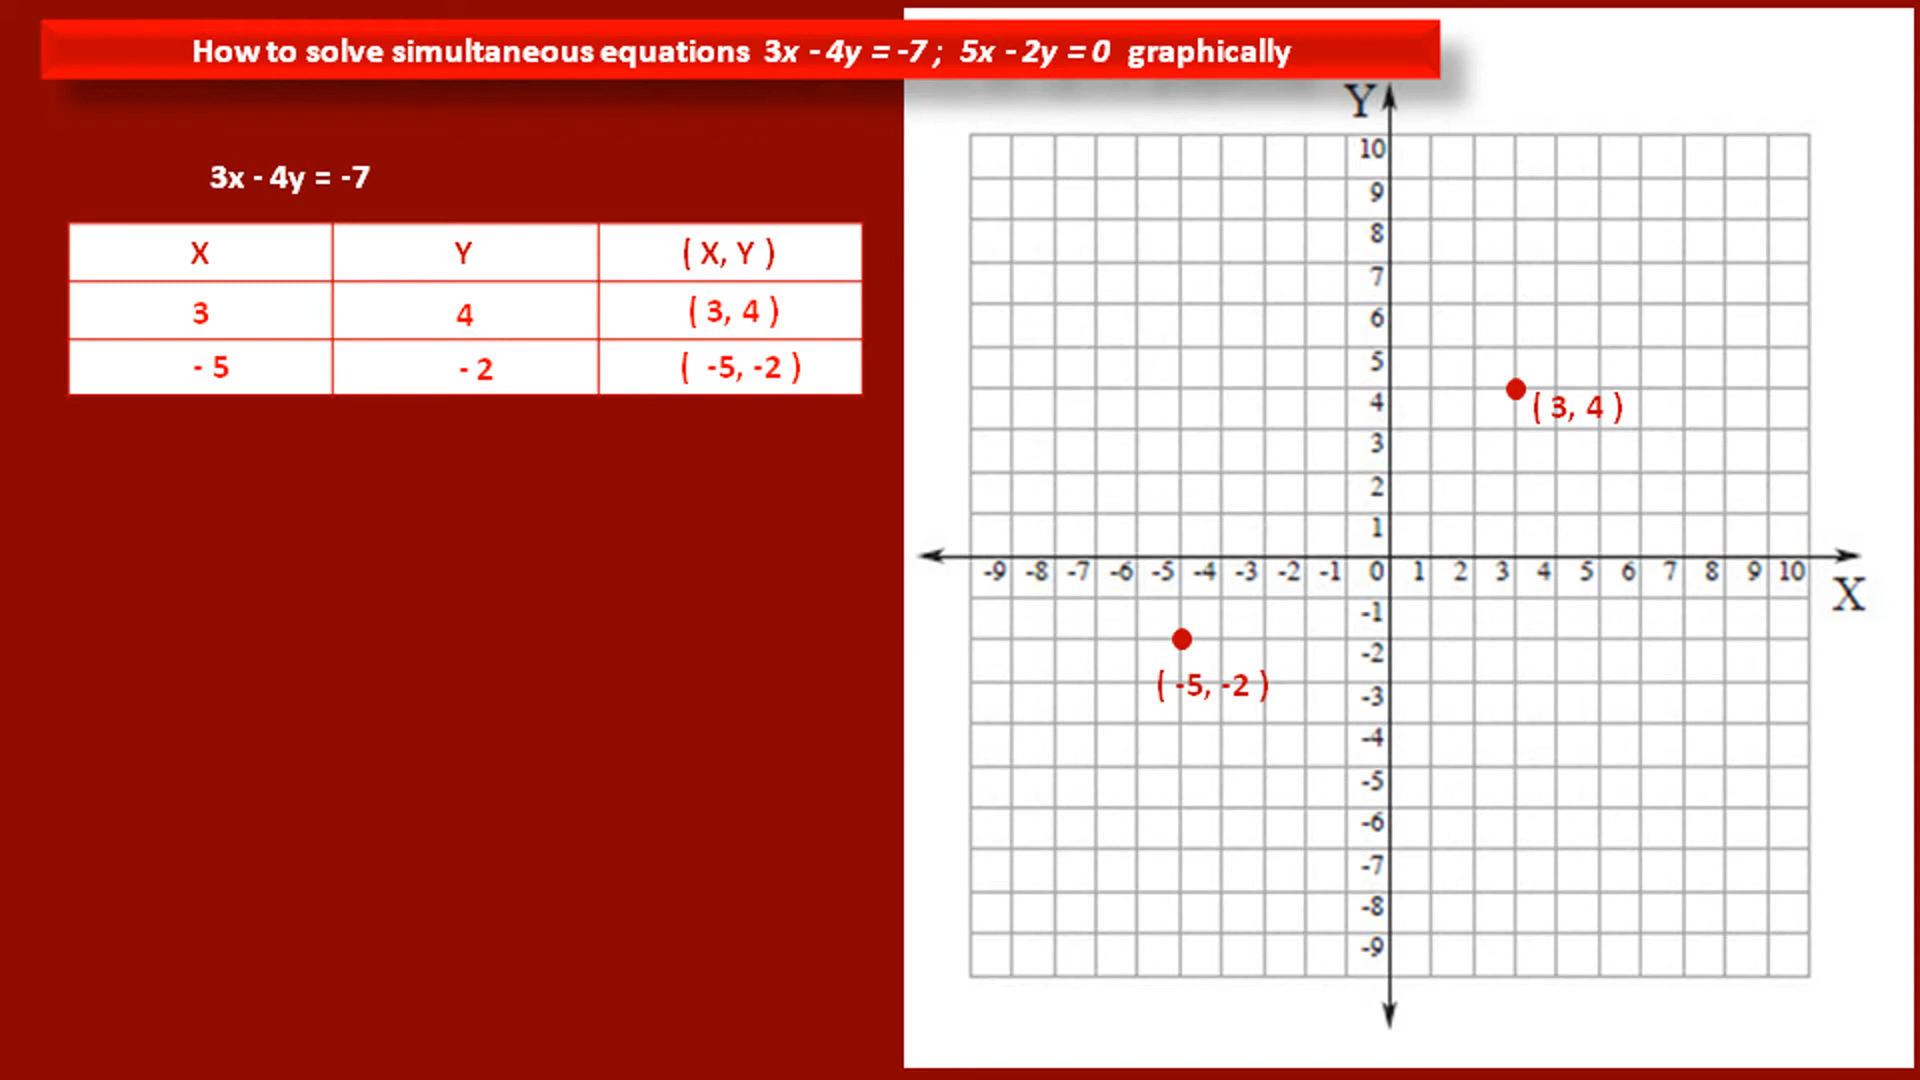 How to solve simultaneous equations 3x - 4y = -7 ; 5x - 2y = 0 graphically
3x - 4y = -7
X Y ( X, Y )
3 4 ( 3, 4 )
- 5 - 2 ( -5, -2 )
Y
10
9
8
7
6
5
4
( 3, 4 )
3
2
1
-9 -8 -7 -6 -5 -4 -3 -2 -1 0 1 2 3 4 5 6 7 8 9 10
X
-1
-2
( -5, -2 )
-3
-4
-5
-6
-7
-8
-9